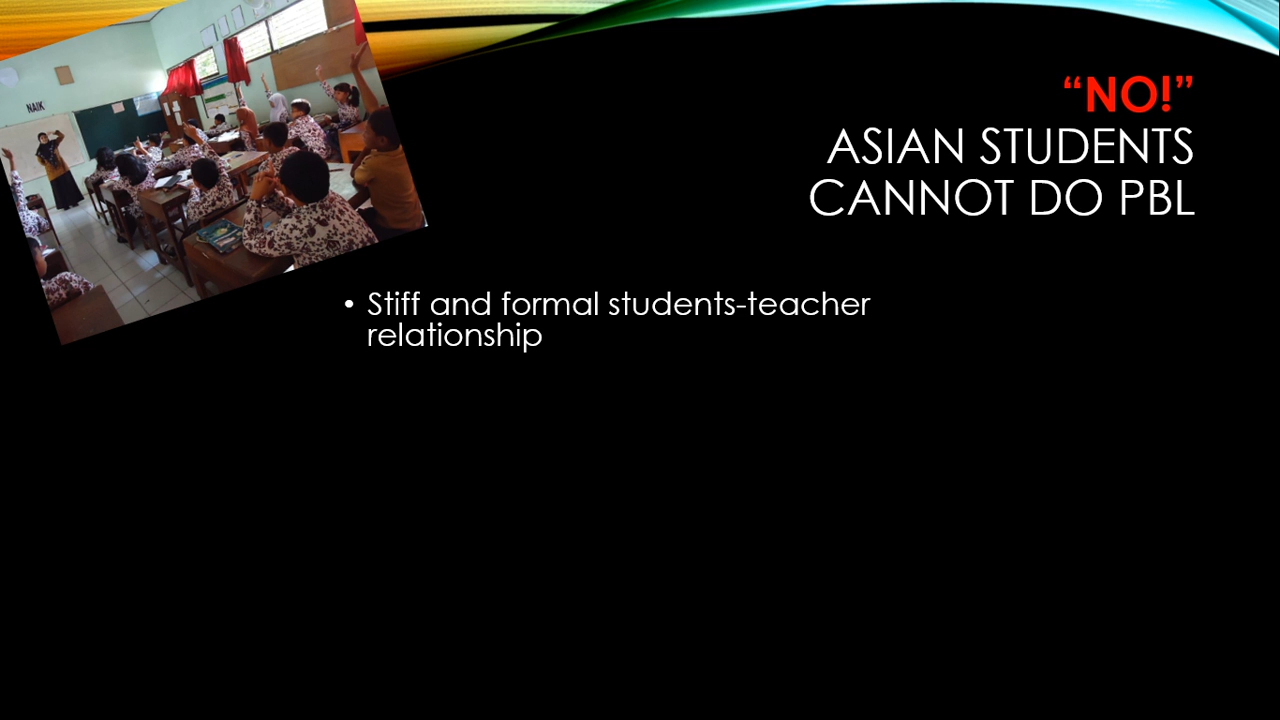 NAIK
“NO!”
ASIAN STUDENTS
CANNOT DO PBL
• Stiff and formal students-teacher
relationship